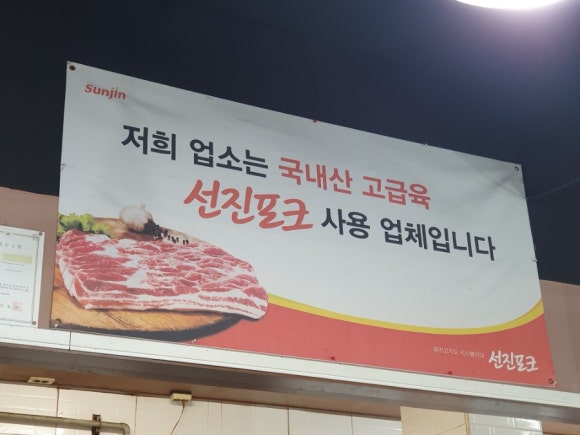 Sunjin
저희 업소는 국내산 고급육
선진포크 사용 업체입니다
선진포크